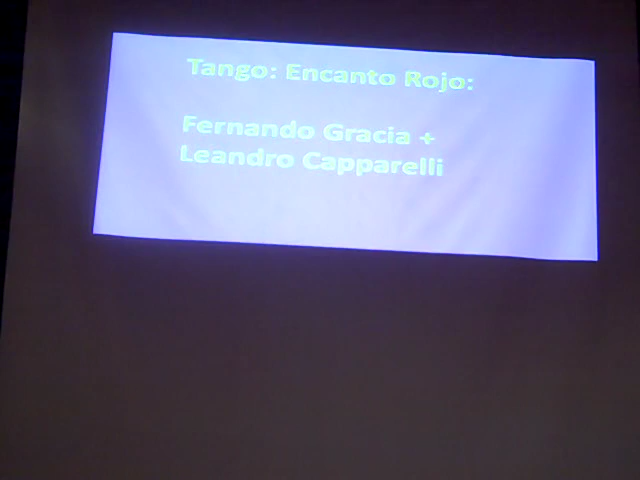 Tango: Encanto Rojo:
Fernando Gracia +
Leandro Capparelli